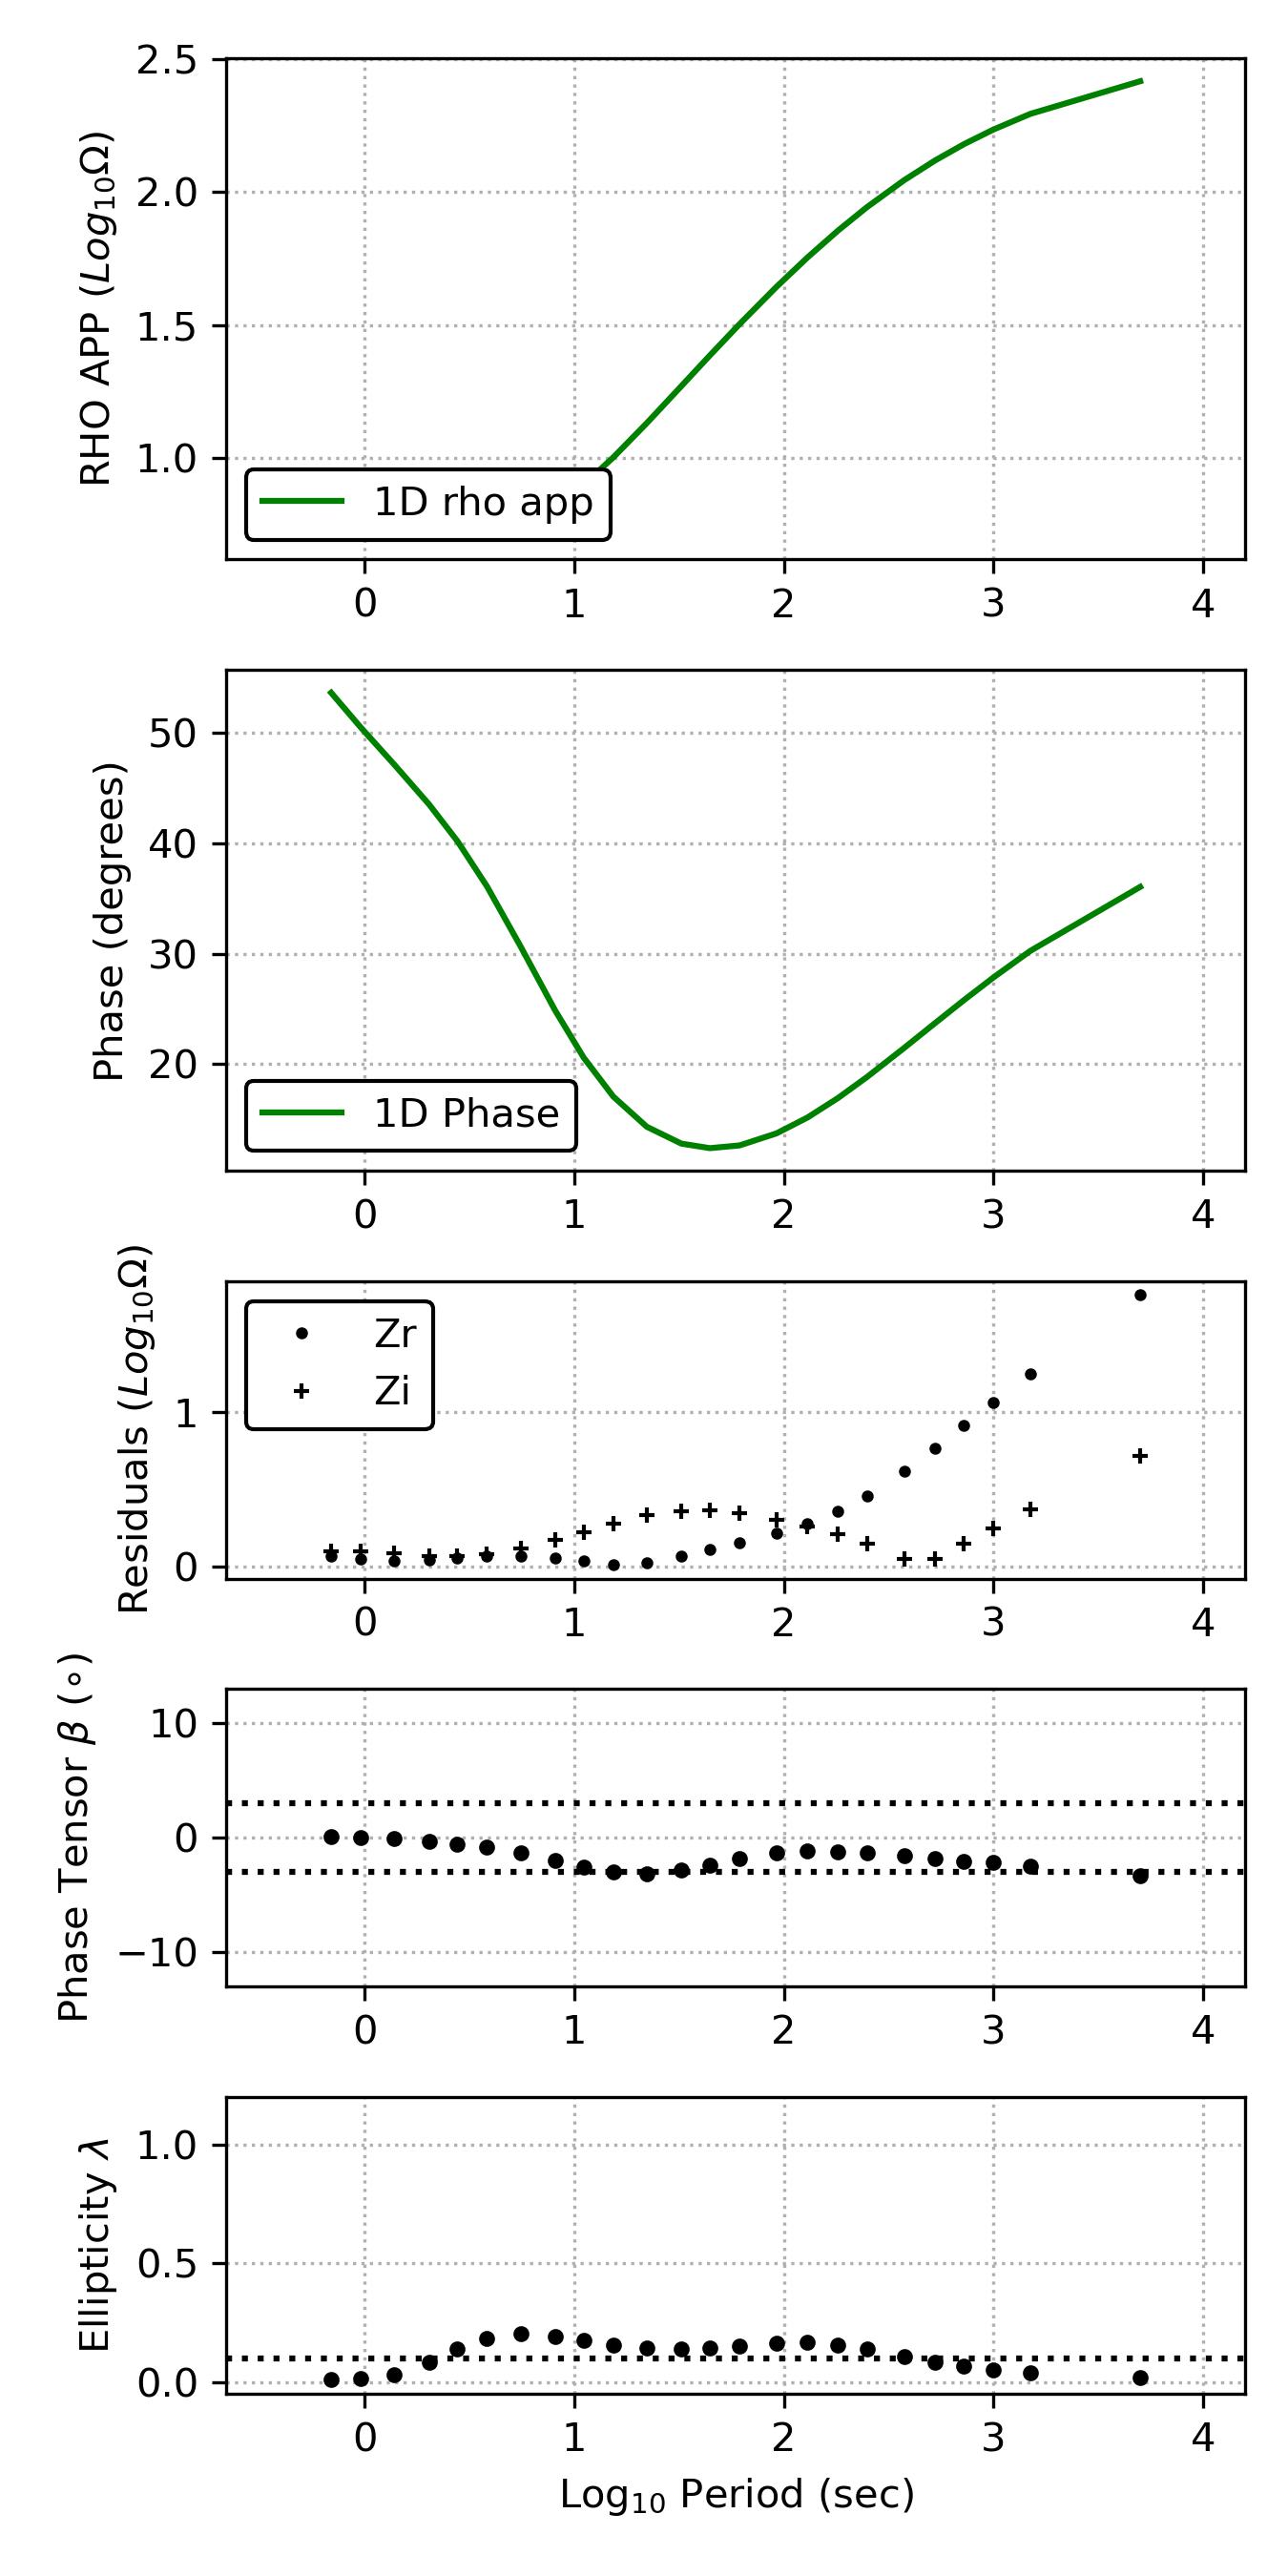 RHO APP (Log10Ω)
2.5
2.0
1.5
1.0
1D rho app
0 1 2 3 4
Phase (degrees)
50
40
30
20
1D Phase
0 1 2 3 4
Residuals (Log10Ω)
1
0
Zr
Zi
0 1 2 3 4
Phase Tensor β (∘)
10
0
−10
0 1 2 3 4
Ellipticity λ
1.0
0.5
0.0
0 1 2 3 4
Log10 Period (sec)